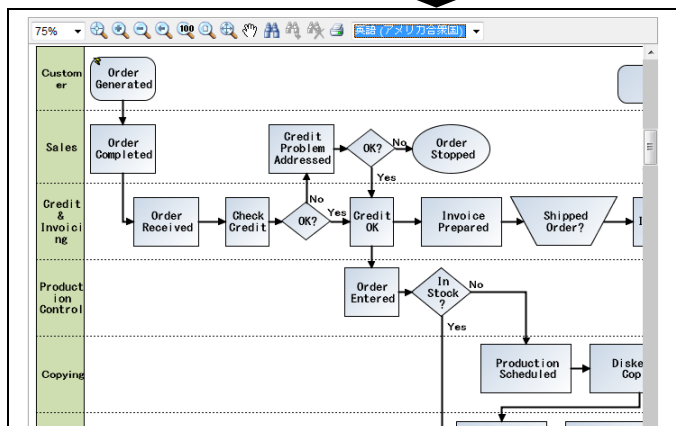 75%
100
英語 (アメリカ合衆国)
Custom
er
Order
Generated
Sales
Order
Completed
Credit
Problem
Addressed
OK?
No
Order
Stopped
Yes
Credit
&
Invoici
ng
Order
Received
Check
Credit
No
OK?
Yes
Credit
OK
Invoice
Prepared
Shipped
Order?
Product
ion
Control
Order
Entered
In
Stock
?
No
Yes
Copying
Production
Scheduled
Diske
Cop